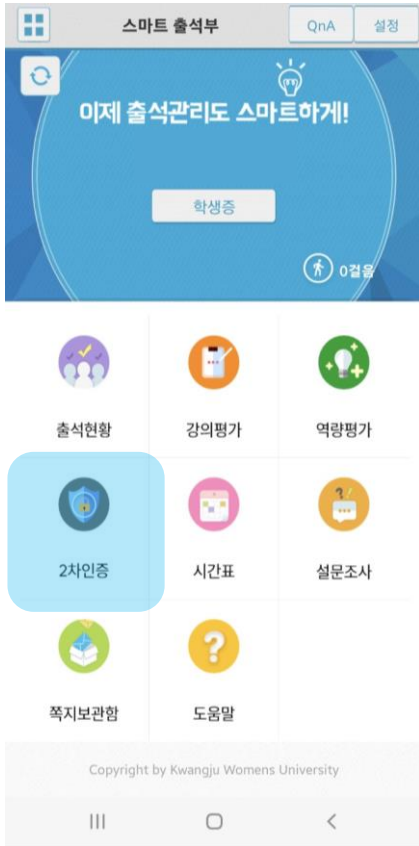 스마트 출석부
QnA
설정
이제 출석관리도 스마트하게!
학생증
0걸음
출석현황
강의평가
역량평가
2차인증
시간표
설문조사
쪽지보관함
도움말
Copyright by Kwangju Womens University